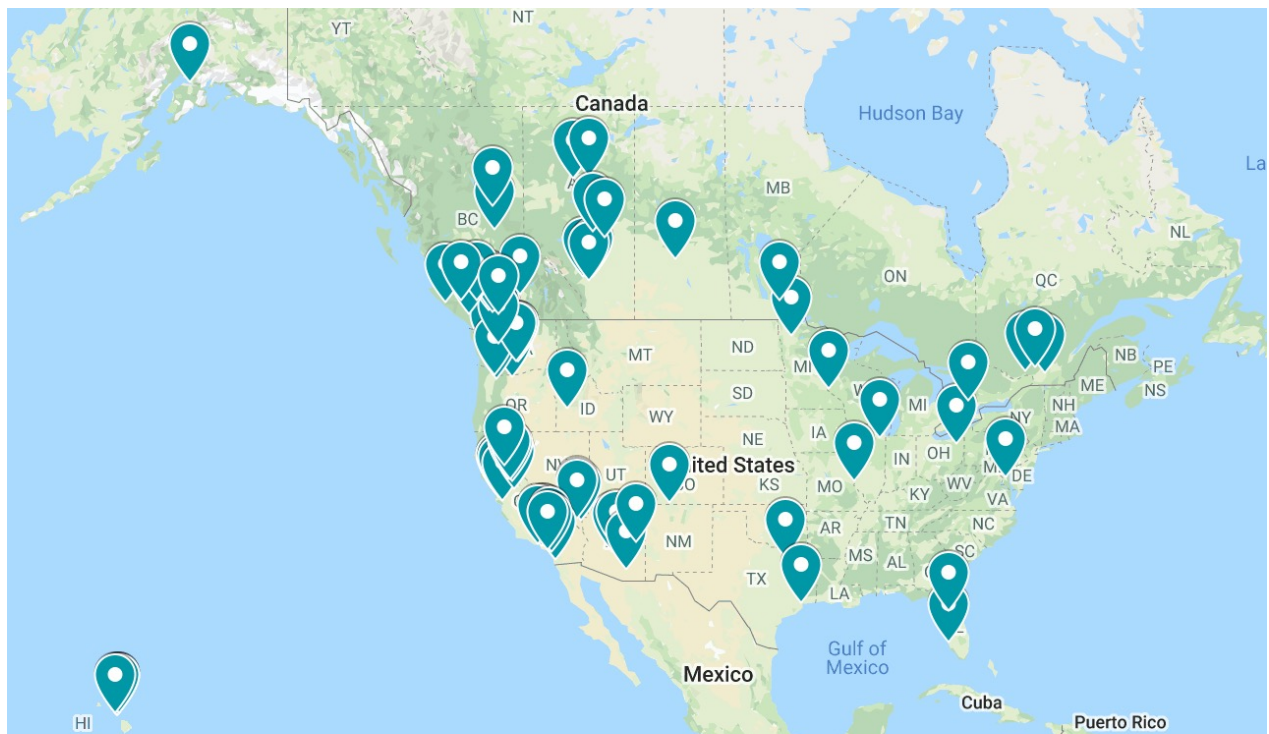 NT
YT
Canada
Hudson Bay
La
MB
BC
NL
ON
QC
MT
ND
NB
PE
ME
NS
OR
ID
SD
MI
NY
NH
MA
WY
IA
NE
IN
OH
NV
UT
United States
KS
MO
WV
DE
VA
KY
NM
AR
TN
NC
MS
SC
AL
TX
LA
Gulf of
Mexico
Mexico
Cuba
HI
Puerto Rico